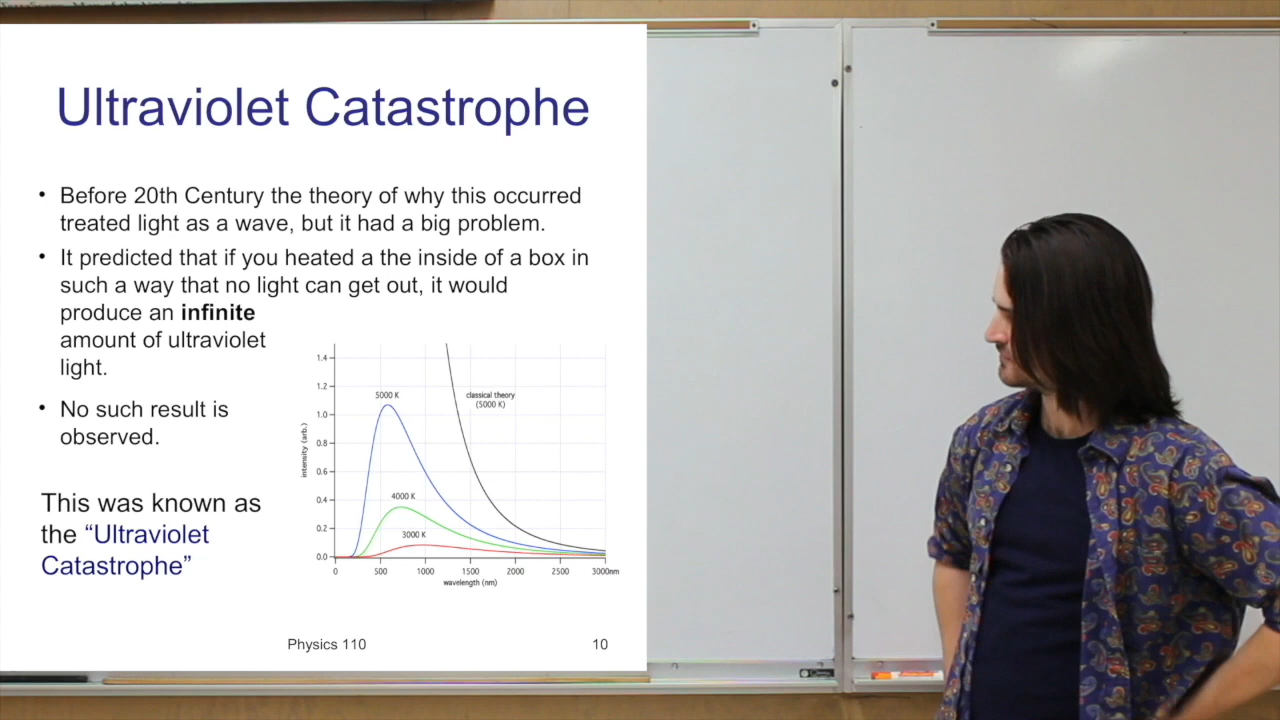 Ultraviolet Catastrophe
• Before 20th Century the theory of why this occurred
treated light as a wave, but it had a big problem.
• It predicted that if you heated a the inside of a box in
such a way that no light can get out, it would
produce an infinite
amount of ultraviolet
light.
• No such result is
observed.
This was known as
the “Ultraviolet
Catastrophe”
1.4
1.2
1.0
0.8
0.6
0.4
0.2
0.0
intensity (arb.)
5000 K
classical theory
(5000 K)
4000 K
3000 K
0 500 1000 1500 2000 2500 3000nm
wavelength (nm)
Physics 110 10